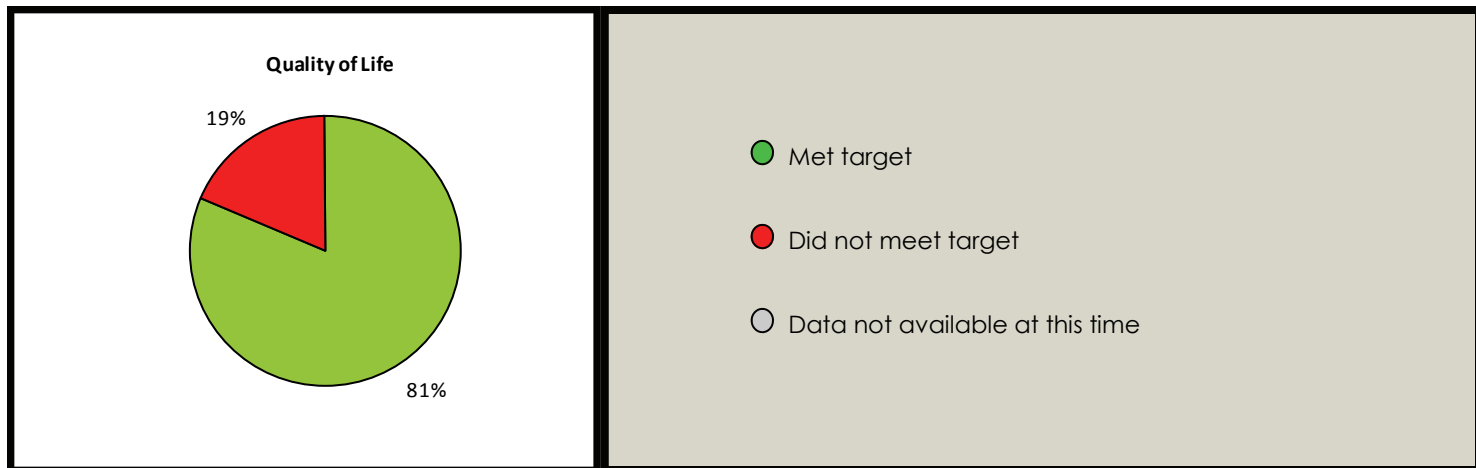 Quality of Life
19%
81%
Met target
Did not meet target
Data not available at this time